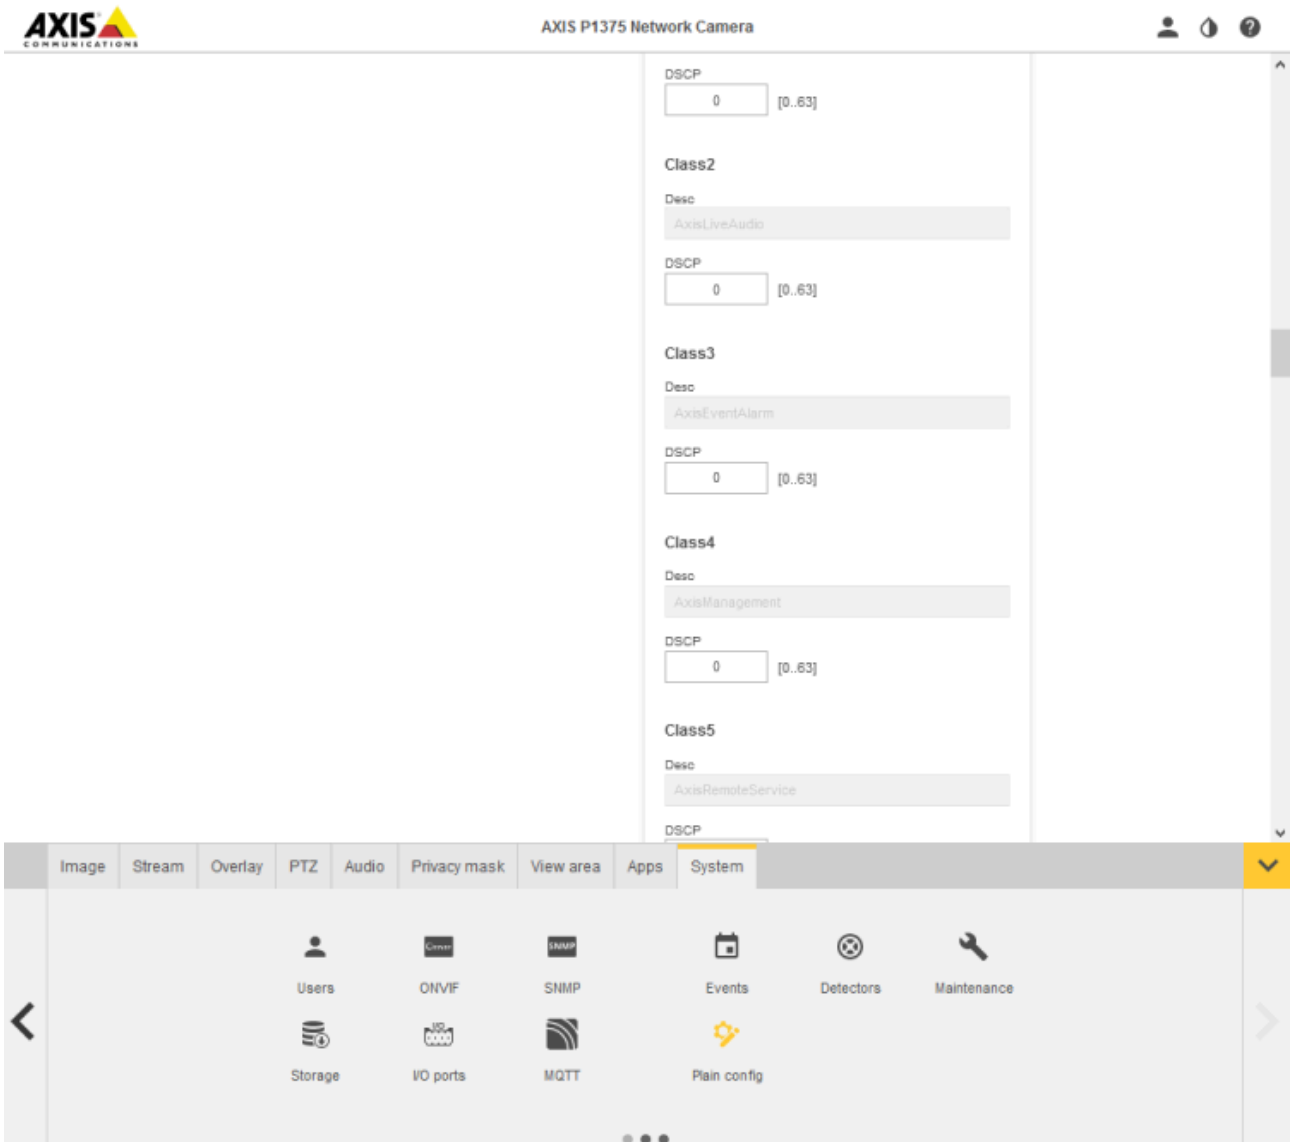 AXIS
COMMUNICATIONS
AXIS P1375 Network Camera
DSCP
0 [0..63]
Class2
Desc
AxisLiveAudio
DSCP
0 [0..63]
Class3
Desc
AxisEventAlarm
DSCP
0 [0..63]
Class4
Desc
AxisManagement
DSCP
0 [0..63]
Class5
Desc
AxisRemoteService
DSCP
Image Stream Overlay PTZ Audio Privacy mask View area Apps System
SNMP
Users ONVIF SNMP Events Detectors Maintenance
I/O
Storage I/O ports MQTT Plain config